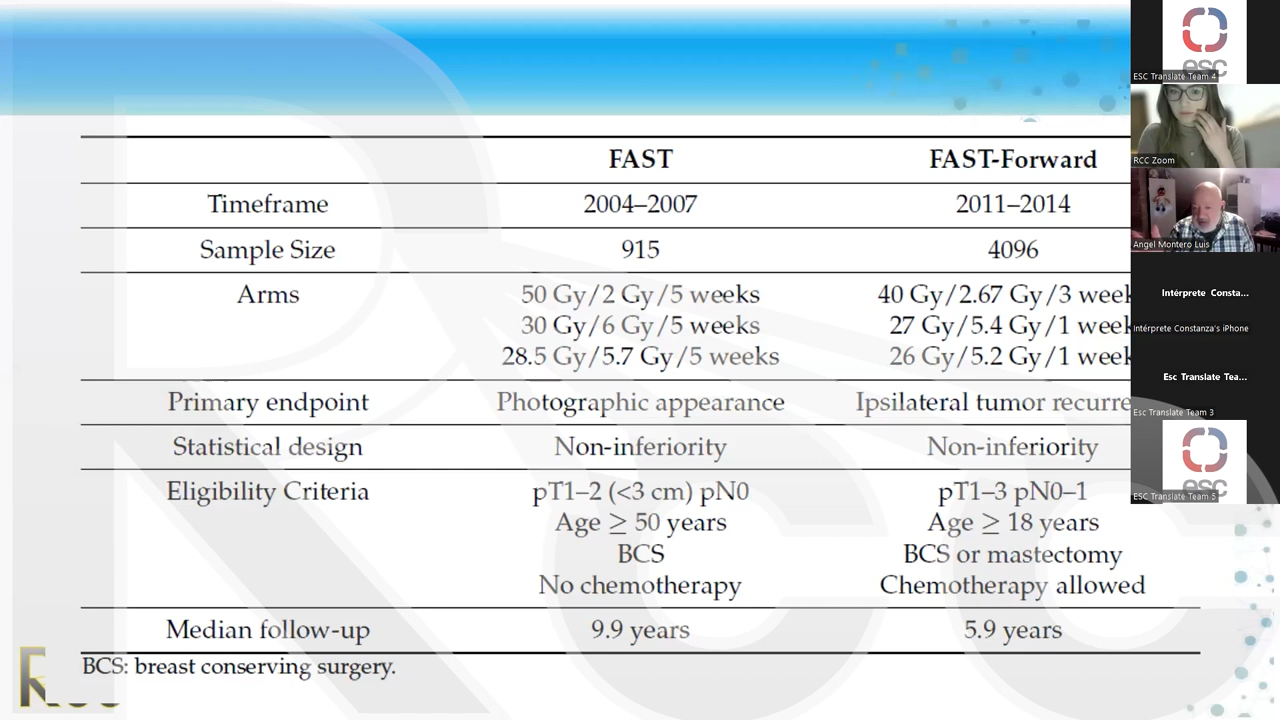 FAST FAST-Forward
Timeframe 2004–2007 2011–2014
Sample Size 915 4096
Arms 50 Gy/2 Gy/5 weeks 40 Gy/2.67 Gy/3 week
30 Gy/6 Gy/5 weeks 27 Gy/5.4 Gy/1 week
28.5 Gy/5.7 Gy/5 weeks 26 Gy/5.2 Gy/1 week
Primary endpoint Photographic appearance Ipsilateral tumor recurre
Statistical design Non-inferiority Non-inferiority
Eligibility Criteria pT1–2 (<3 cm) pN0 pT1–3 pN0–1
Age ≥ 50 years Age ≥ 18 years
BCS BCS or mastectomy
No chemotherapy Chemotherapy allowed
Median follow-up 9.9 years 5.9 years
BCS: breast conserving surgery.
esc
ESC Translate Team 4
RCC Zoom
Angel Montero Luis
Intérprete Consta...
Intérprete Constanza's iPhone
Esc Translate Tea...
Esc Translate Team 3
esc
ESC Translate Team 5